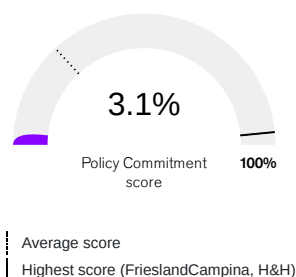 3.1%
Policy Commitment 100%
score
Average score
Highest score (FrieslandCampina, H&H)